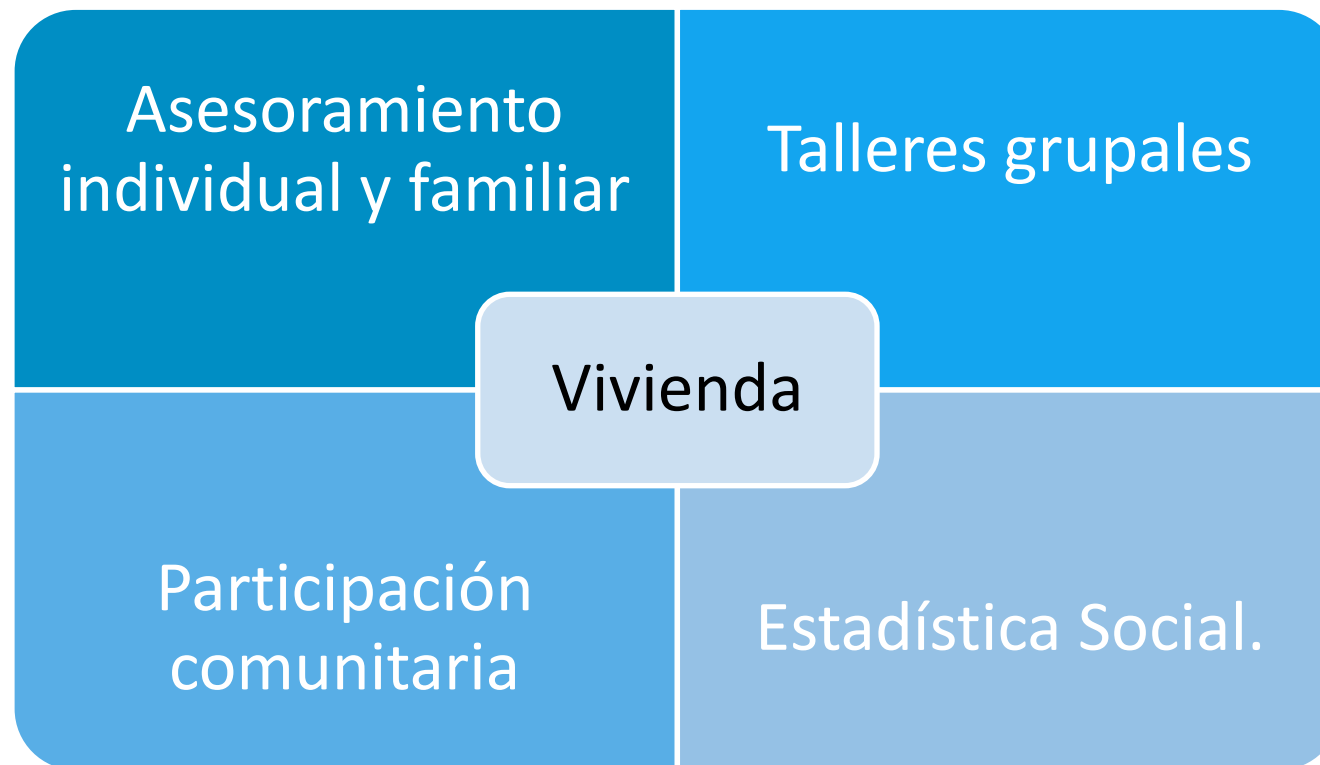 Asesoramiento
individual y familiar
Talleres grupales
Vivienda
Participación
comunitaria
Estadística Social.